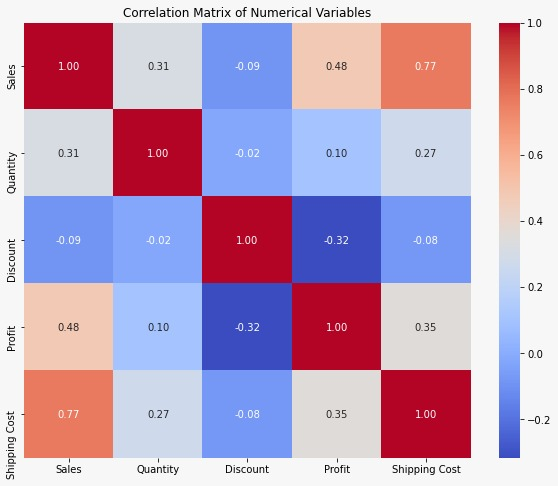 Correlation Matrix of Numerical Variables
Sales 1.00 0.31 -0.09 0.48 0.77
Quantity 0.31 1.00 -0.02 0.10 0.27
Discount -0.09 -0.02 1.00 -0.32 -0.08
Profit 0.48 0.10 -0.32 1.00 0.35
Shipping Cost 0.77 0.27 -0.08 0.35 1.00
Sales Quantity Discount Profit Shipping Cost
1.0
0.8
0.6
0.4
0.2
0.0
−0.2